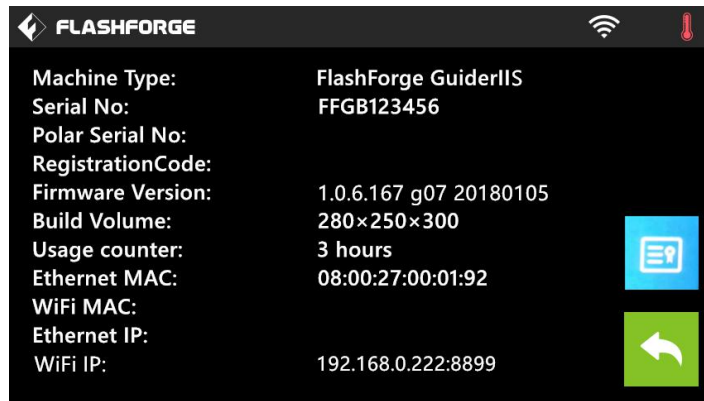 FLASHFORGE
Machine Type: FlashForge GuiderIIS
Serial No: FFGB123456
Polar Serial No:
RegistrationCode:
Firmware Version: 1.0.6.167 g07 20180105
Build Volume: 280×250×300
Usage counter: 3 hours
Ethernet MAC: 08:00:27:00:01:92
WiFi MAC:
Ethernet IP:
WiFi IP: 192.168.0.222:8899